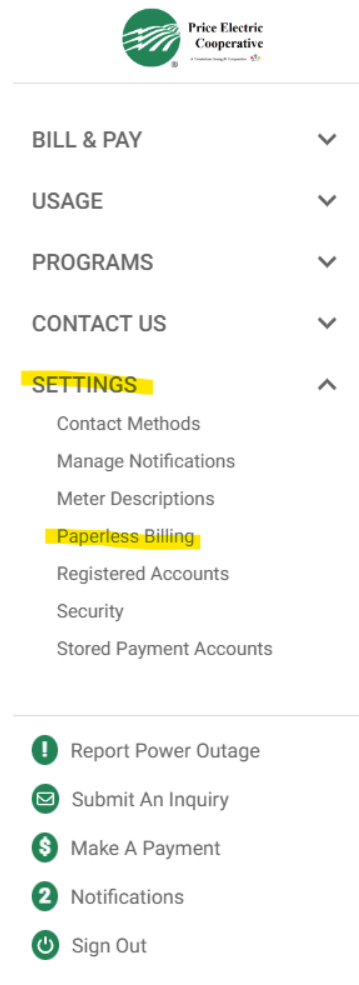 Price Electric
Cooperative
BILL & PAY
USAGE
PROGRAMS
CONTACT US
SETTINGS
Contact Methods
Manage Notifications
Meter Descriptions
Paperless Billing
Registered Accounts
Security
Stored Payment Accounts
! Report Power Outage
Submit An Inquiry
$ Make A Payment
2 Notifications
Sign Out